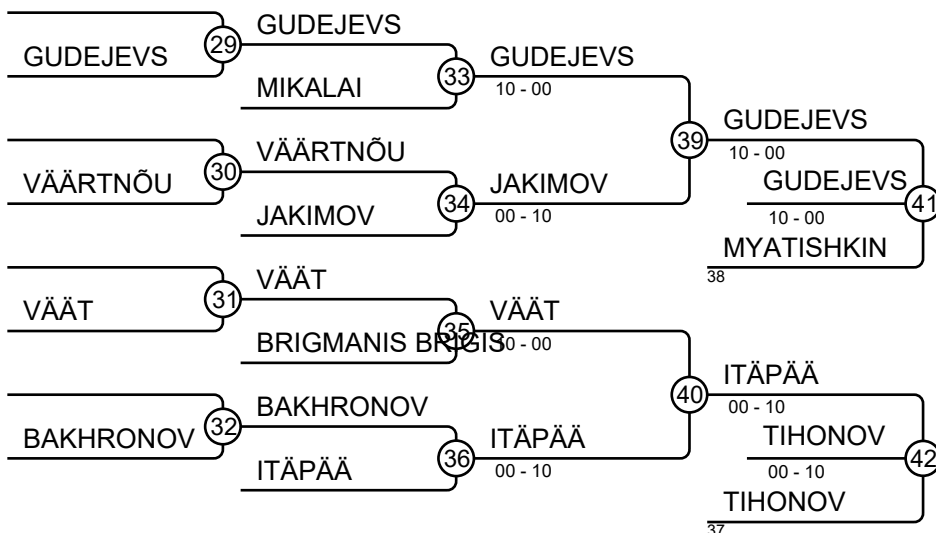 GUDEJEVS
29
GUDEJEVS
MIKALAI
33
GUDEJEVS
10 - 00
VÄÄRTNÕU
30
VÄÄRTNÕU
JAKIMOV
34
JAKIMOV
00 - 10
39
GUDEJEVS
10 - 00
GUDEJEVS
10 - 00
41
MYATISHKIN
38
VÄÄT
31
VÄÄT
BRIGMANIS BRIGIS
35
VÄÄT
10 - 00
BAKHRONOV
32
BAKHRONOV
ITÄPÄÄ
36
ITÄPÄÄ
00 - 10
40
ITÄPÄÄ
00 - 10
TIHONOV
00 - 10
42
TIHONOV
37